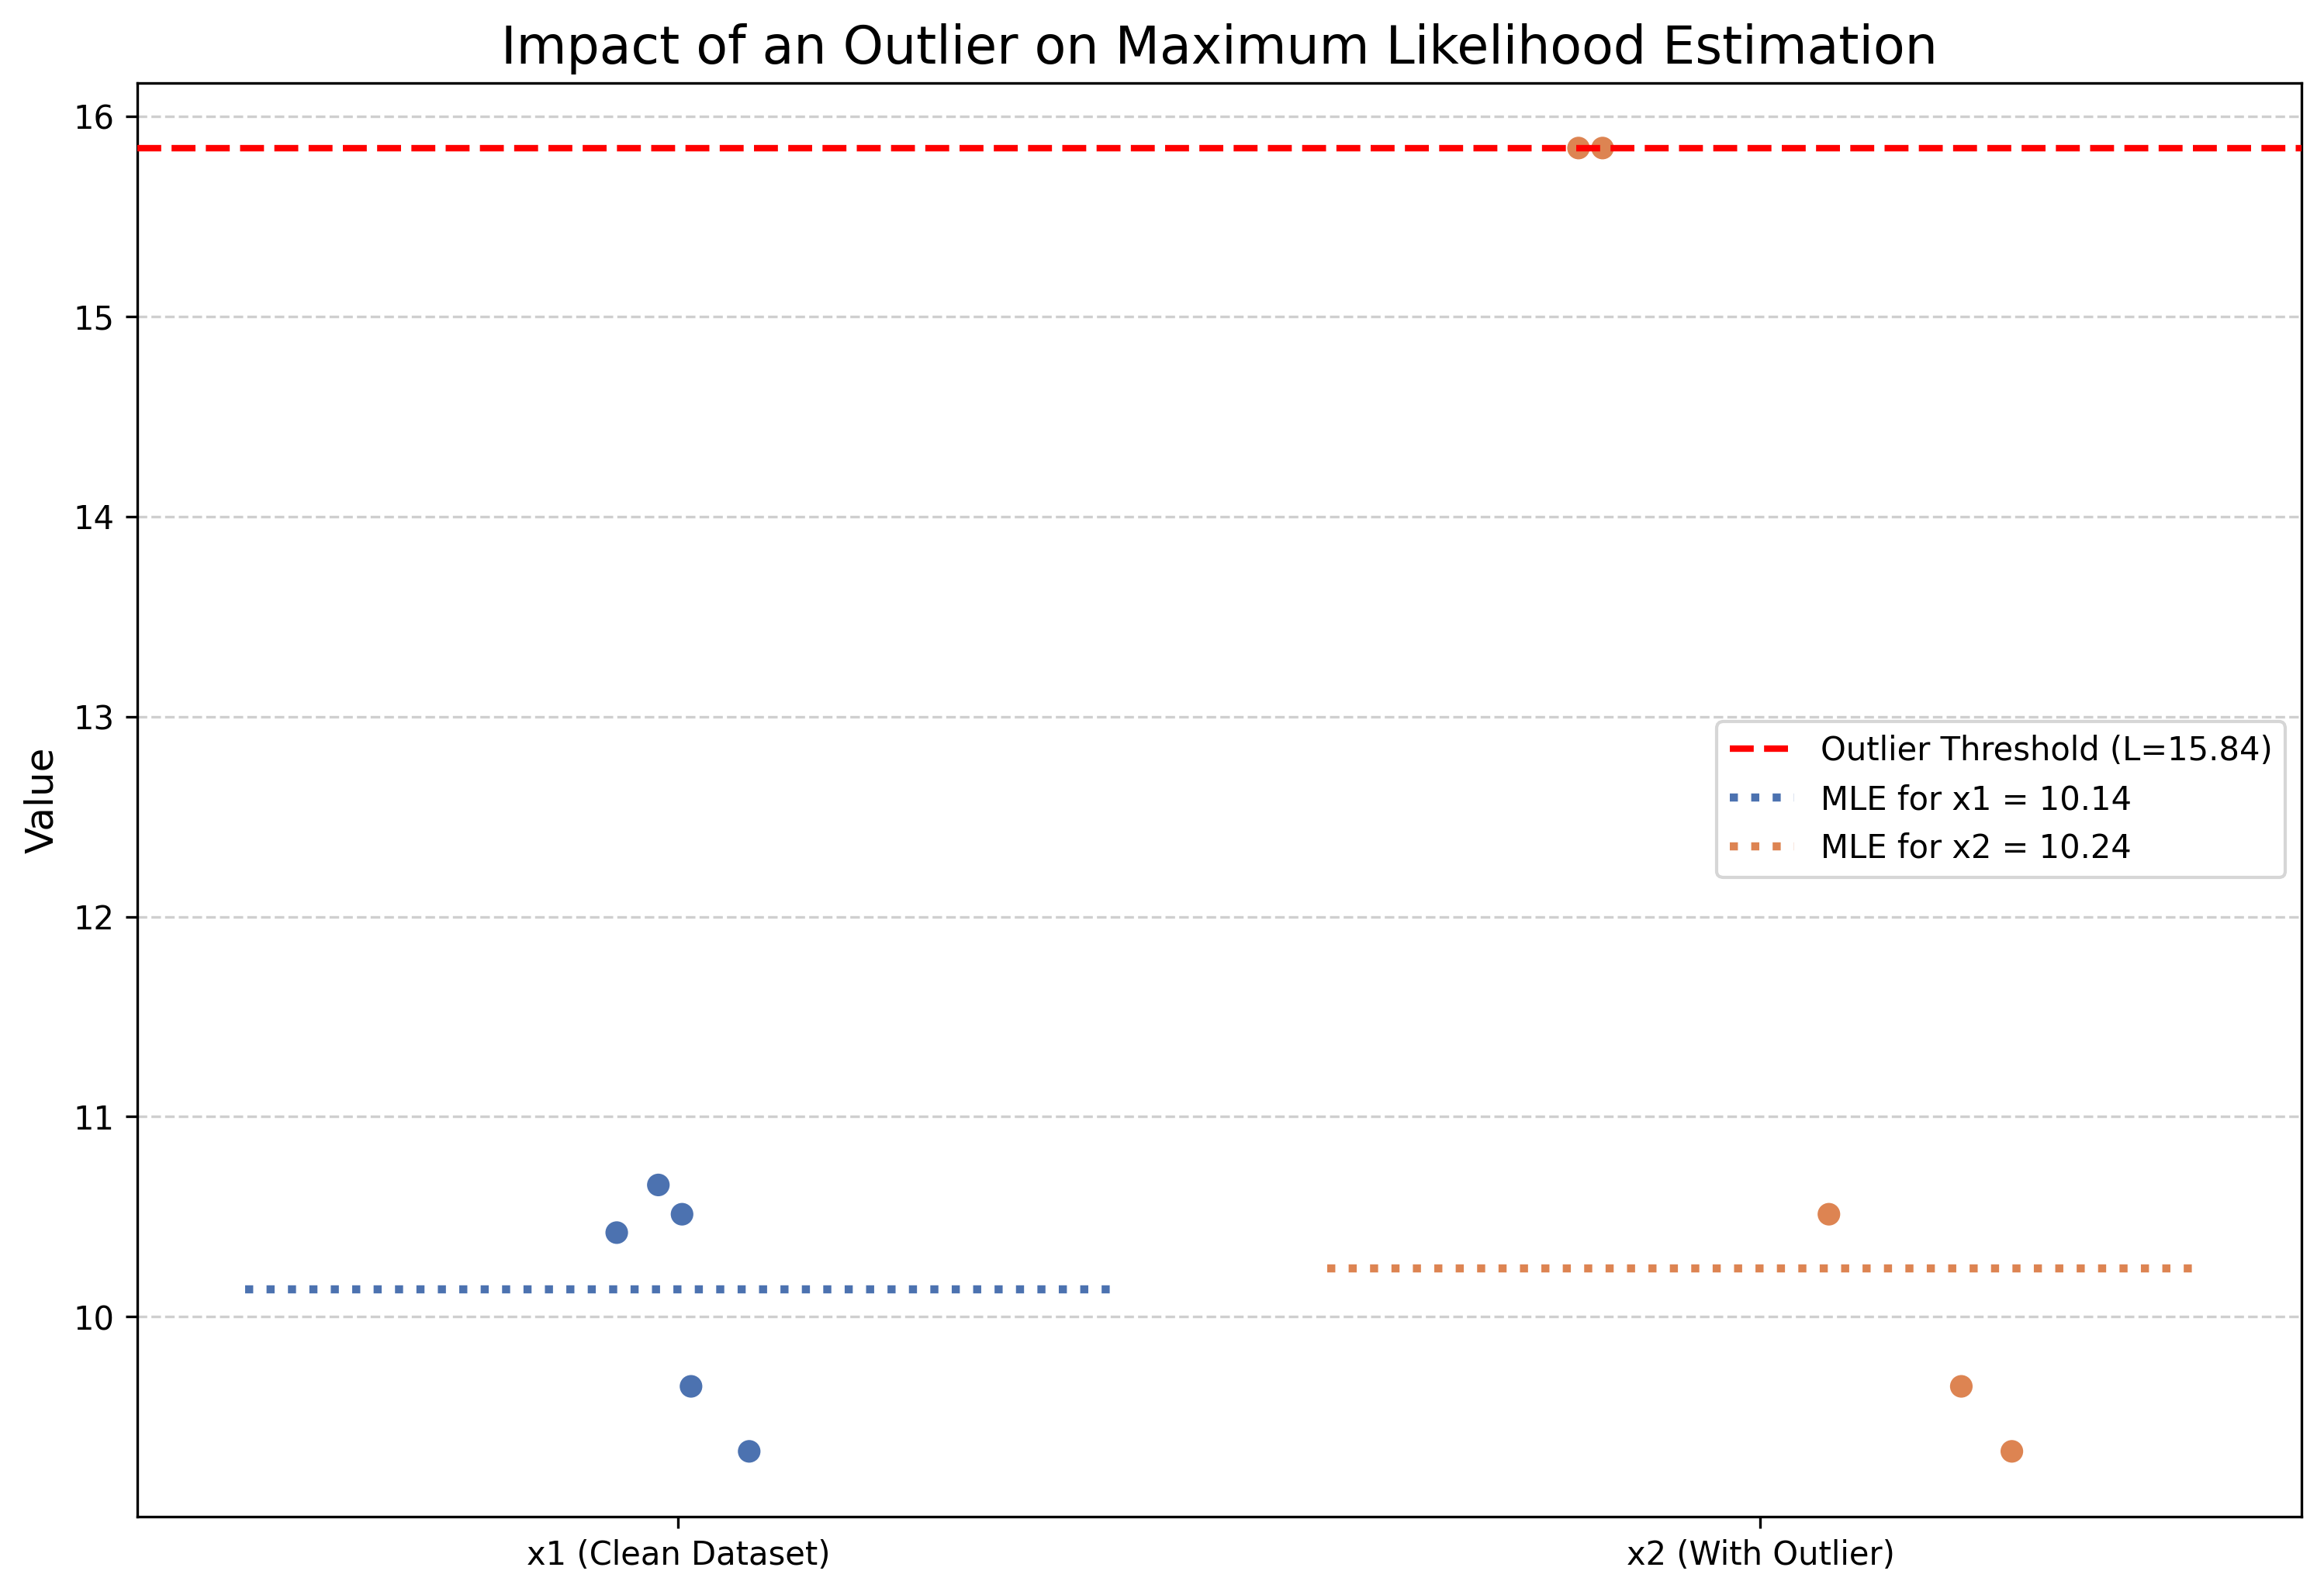 Impact of an Outlier on Maximum Likelihood Estimation
16
15
14
13
12
11
10
Value
Outlier Threshold (L=15.84)
MLE for x1 = 10.14
MLE for x2 = 10.24
x1 (Clean Dataset)
x2 (With Outlier)